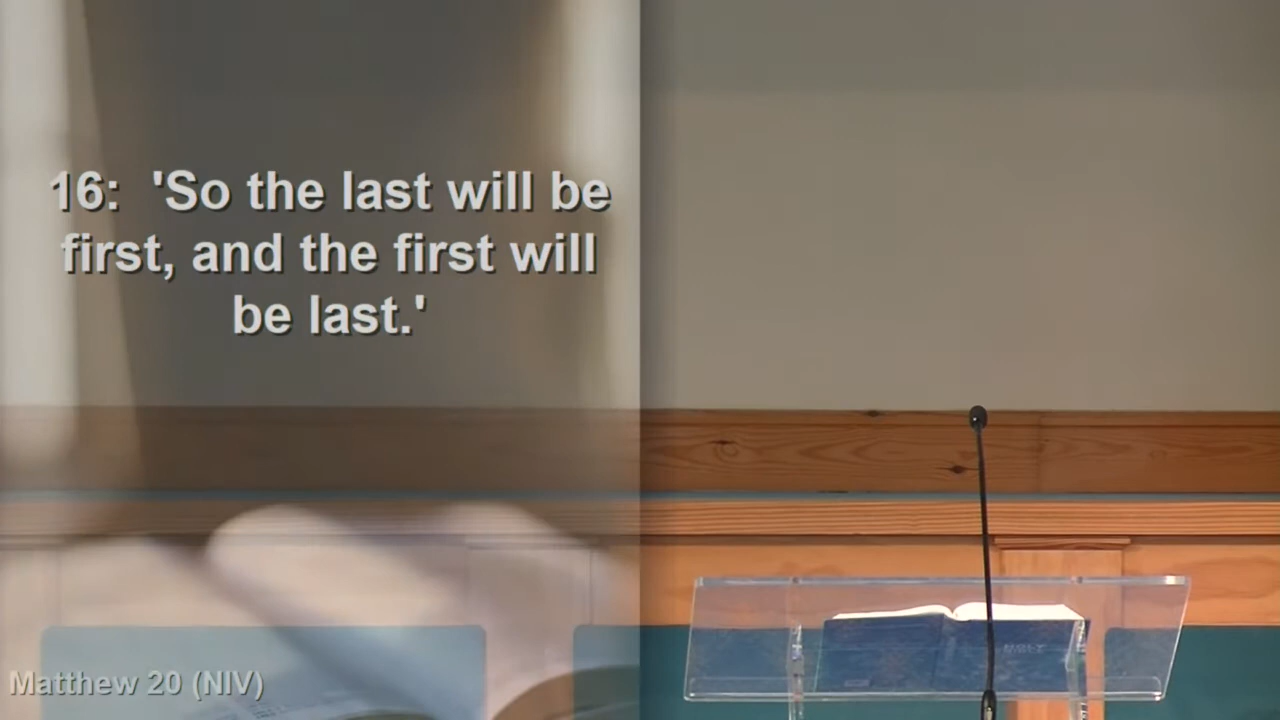 16:  'So the last will be
first, and the first will
be last.'
Matthew 20 (NIV)